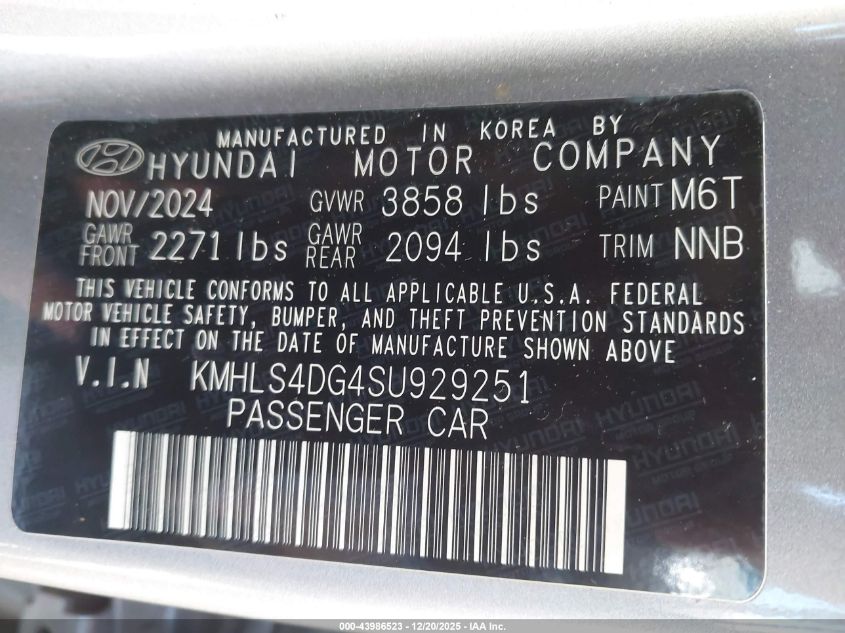 MANUFACTURED IN KOREA BY
HYUNDAI MOTOR COMPANY
NOV/2024 GVWR 3858 lbs PAINT M6T
GAWR FRONT 2271 lbs GAWR REAR 2094 lbs TRIM NNB
THIS VEHICLE CONFORMS TO ALL APPLICABLE U.S.A. FEDERAL
MOTOR VEHICLE SAFETY, BUMPER, AND THEFT PREVENTION STANDARDS
IN EFFECT ON THE DATE OF MANUFACTURE SHOWN ABOVE
V.I.N KMHLS4DG4SU929251
PASSENGER CAR
000-43986523 - 12/20/2025 - IAA Inc.